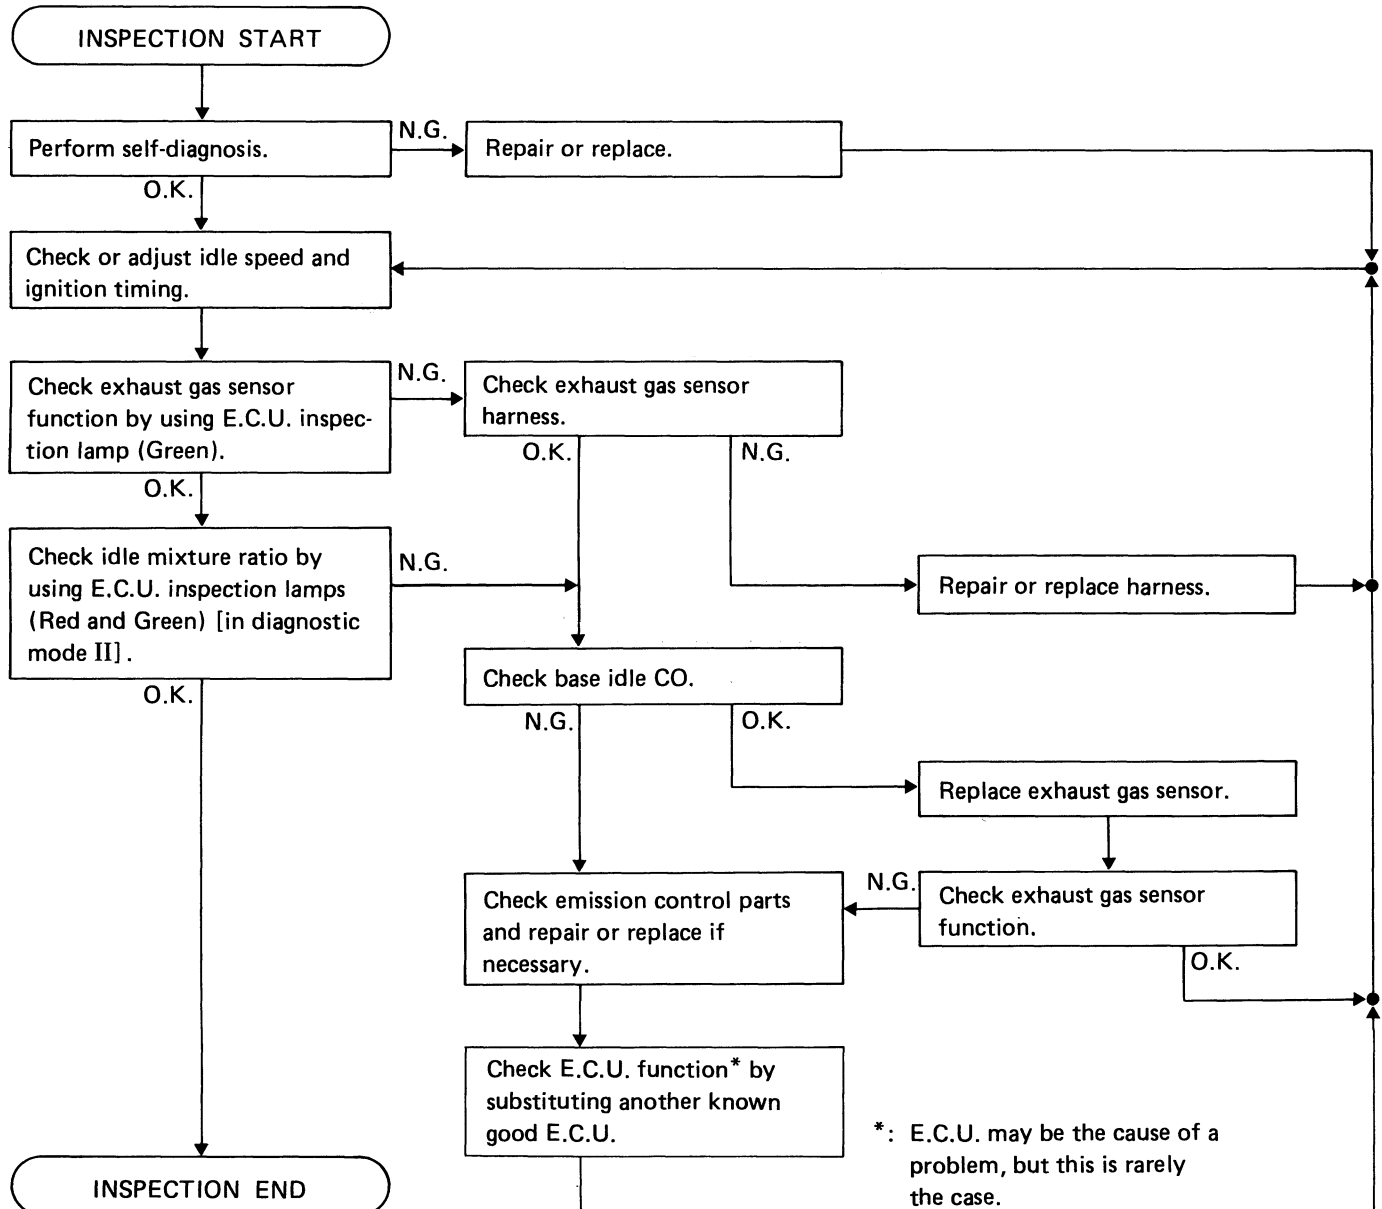 INSPECTION START
Perform self-diagnosis.
N.G.
Repair or replace.
O.K.
Check or adjust idle speed and
ignition timing.
Check exhaust gas sensor
function by using E.C.U. inspec-
tion lamp (Green).
N.G.
Check exhaust gas sensor
harness.
O.K.
O.K.
N.G.
Check idle mixture ratio by
using E.C.U. inspection lamps
(Red and Green) [in diagnostic
mode II].
N.G.
Repair or replace harness.
O.K.
Check base idle CO.
N.G.
O.K.
Replace exhaust gas sensor.
Check emission control parts
and repair or replace if
necessary.
N.G.
Check exhaust gas sensor
function.
O.K.
Check E.C.U. function* by
substituting another known
good E.C.U.
*: E.C.U. may be the cause of a
problem, but this is rarely
the case.
INSPECTION END